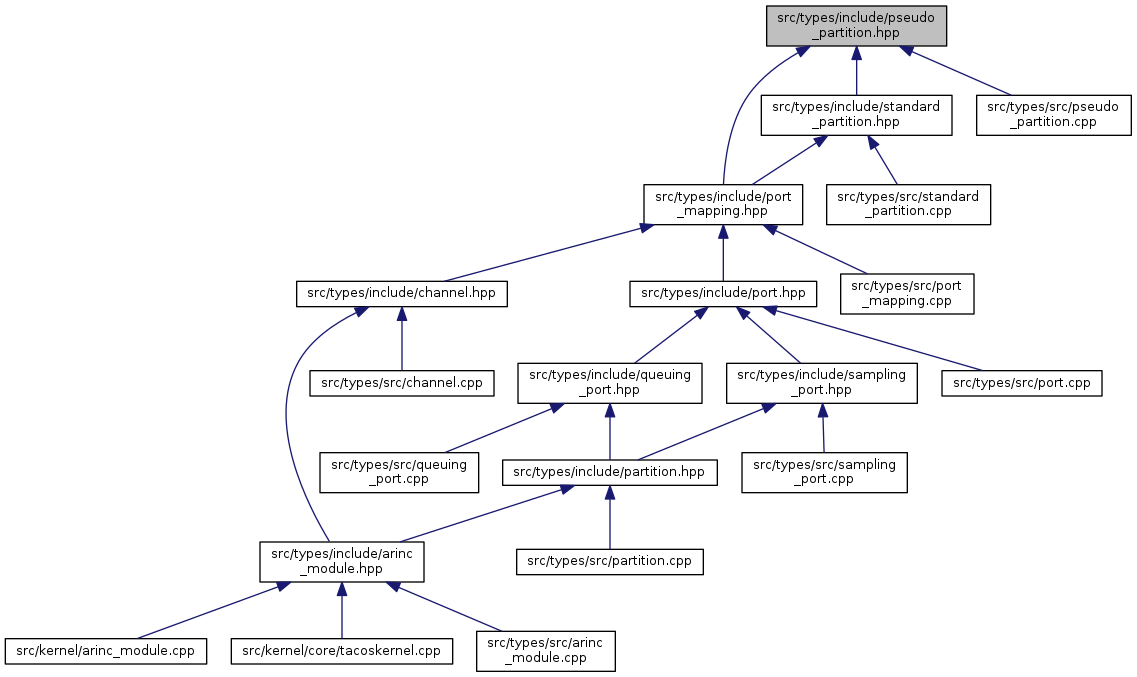 src/types/include/pseudo
_partition.hpp
src/types/include/standard
_partition.hpp
src/types/src/pseudo
_partition.cpp
src/types/include/port
_mapping.hpp
src/types/src/standard
_partition.cpp
src/types/include/channel.hpp
src/types/include/port.hpp
src/types/src/port
_mapping.cpp
src/types/src/channel.cpp
src/types/include/queuing
_port.hpp
src/types/include/sampling
_port.hpp
src/types/src/port.cpp
src/types/src/queuing
_port.cpp
src/types/include/partition.hpp
src/types/src/sampling
_port.cpp
src/types/include/arinc
_module.hpp
src/types/src/partition.cpp
src/kernel/arinc_module.cpp
src/kernel/core/tacoskernel.cpp
src/types/src/arinc
_module.cpp